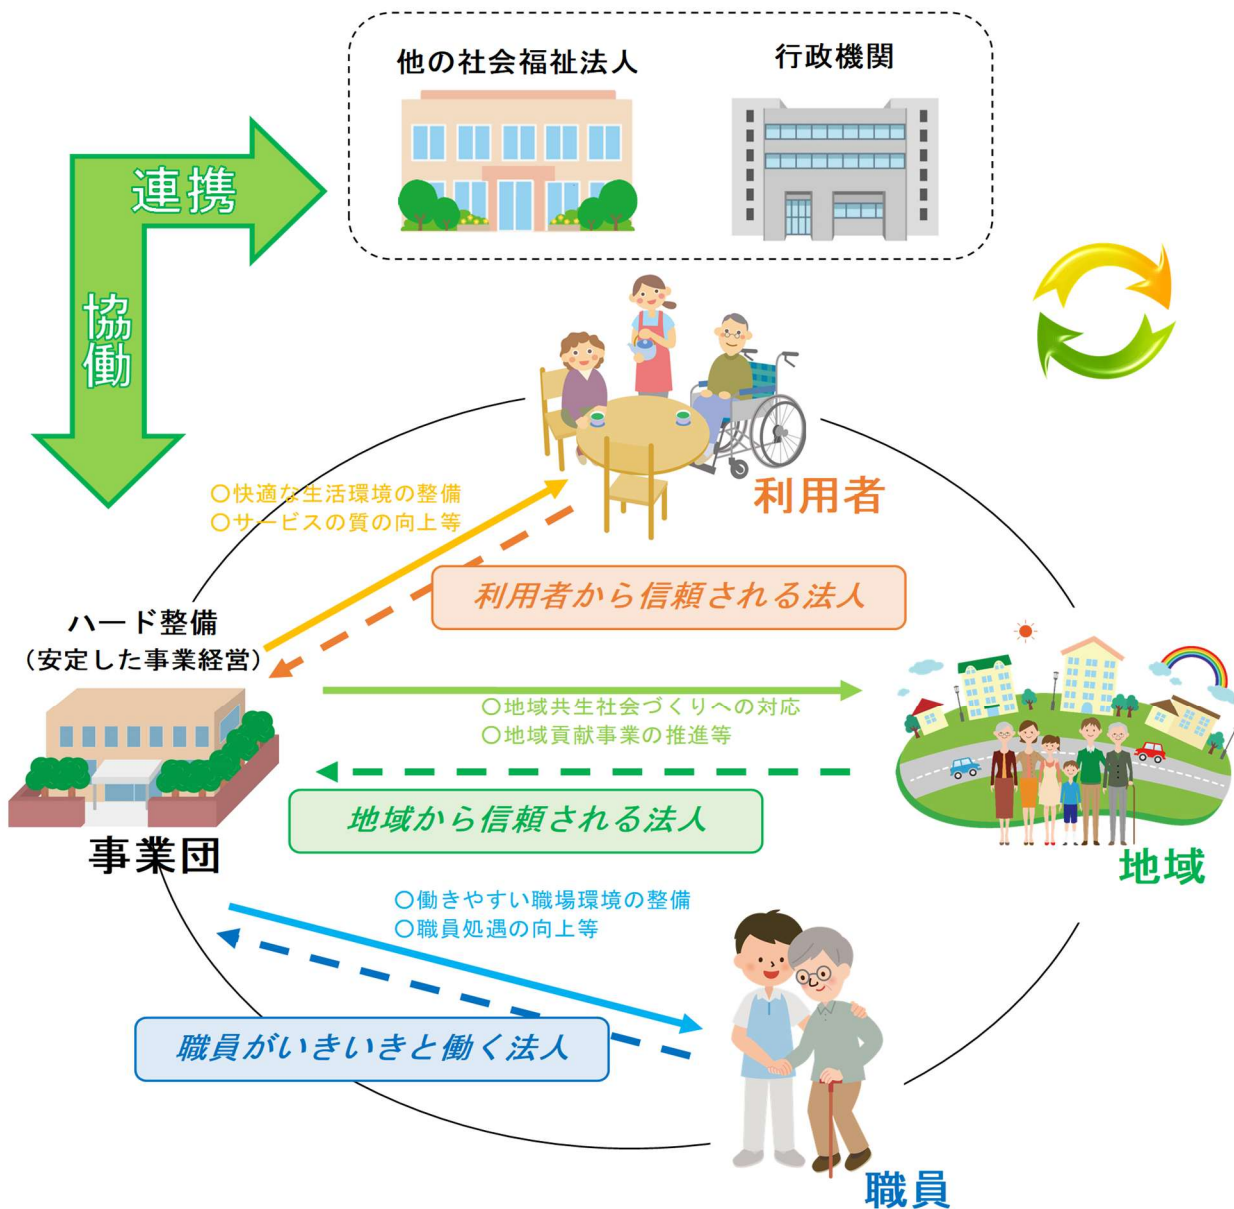 他の社会福祉法人
行政機関
連携
協働
利用者
〇快適な生活環境の整備
〇サービスの質の向上等
利用者から信頼される法人
ハード整備
(安定した事業経営)
事業団
〇地域共生社会づくりへの対応
〇地域貢献事業の推進等
地域から信頼される法人
地域
〇働きやすい職場環境の整備
〇職員処遇の向上等
職員がいきいきと働く法人
職員